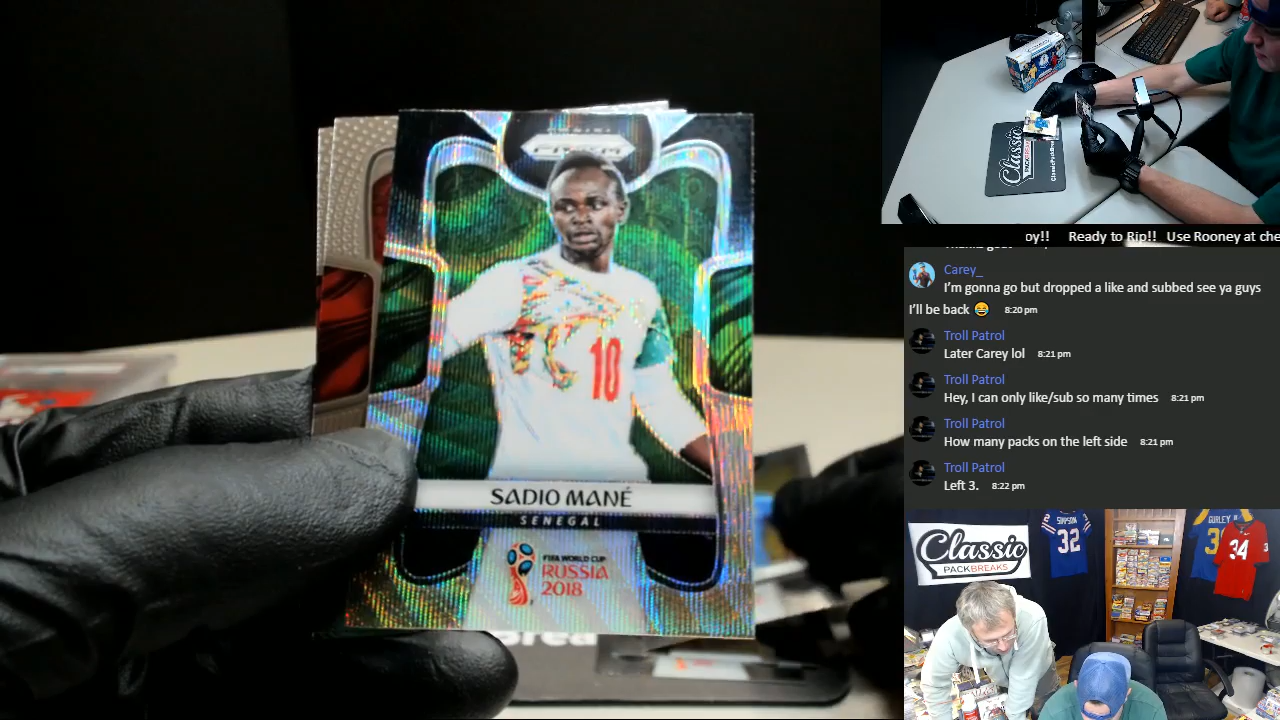 PANINI
PRIZM
10
SADIO MANÉ
SENEGAL
FIFA WORLD CUP
RUSSIA
2018
Classic
oy!! Ready to Rip!! Use Rooney at che
Carey_
I'm gonna go but dropped a like and subbed see ya guys
I'll be back 😂 8:20 pm
Troll Patrol
Later Carey lol 8:21 pm
Troll Patrol
Hey, I can only like/sub so many times 8:21 pm
Troll Patrol
How many packs on the left side 8:21 pm
Troll Patrol
Left 3. 8:22 pm
Classic
PACKBREAKS
SIMPSON
32
GURLEY II
3
34